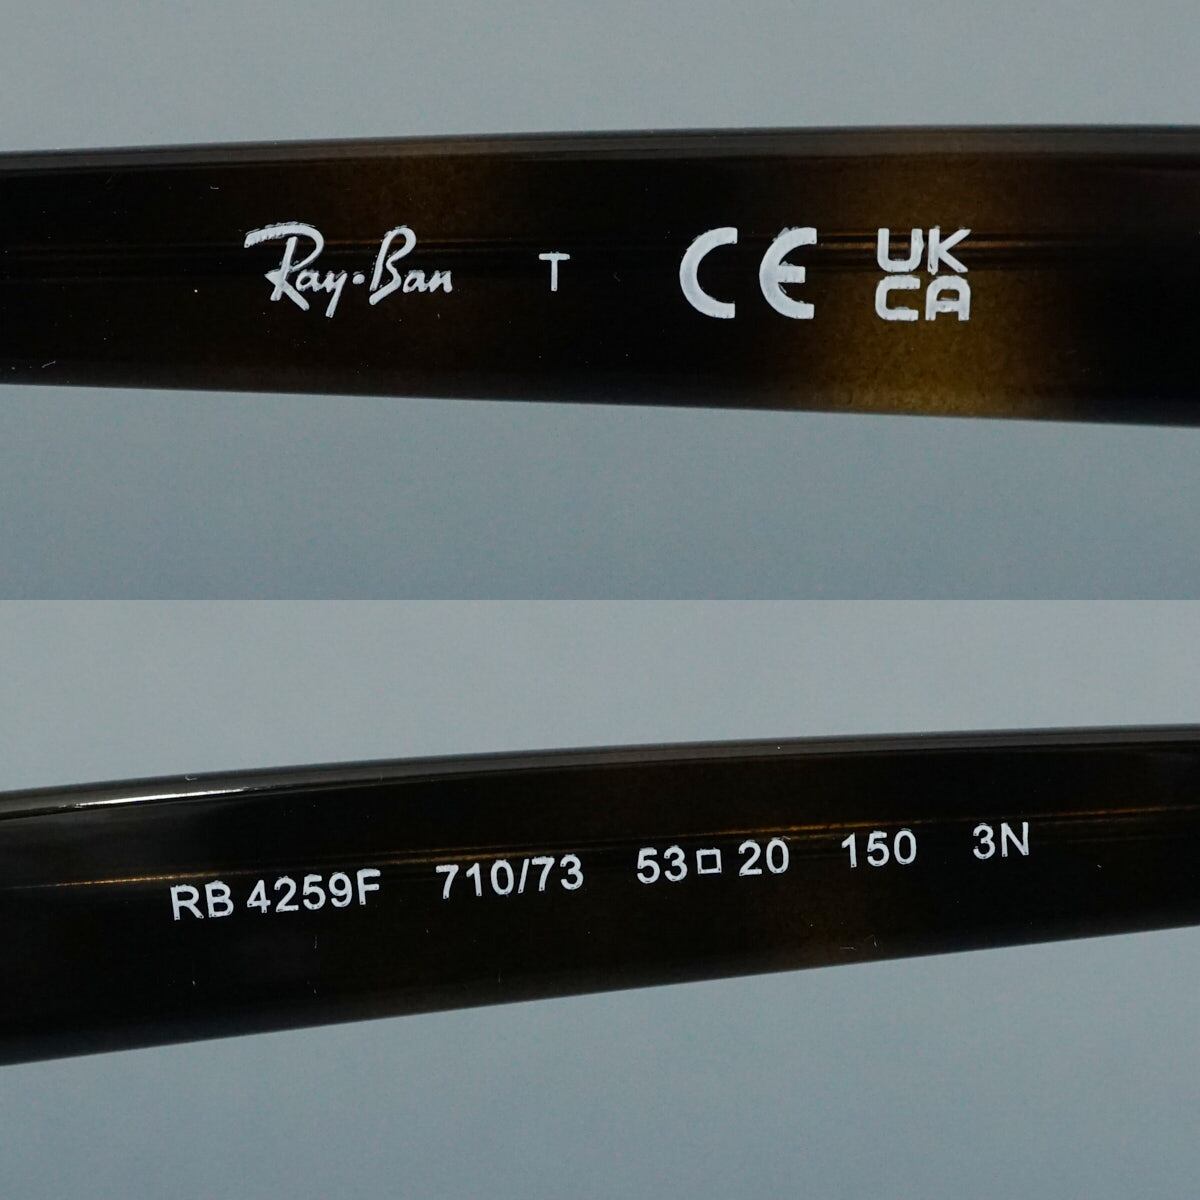 Ray-Ban T CE UK
CA
RB 4259F 710/73 53□20 150 3N